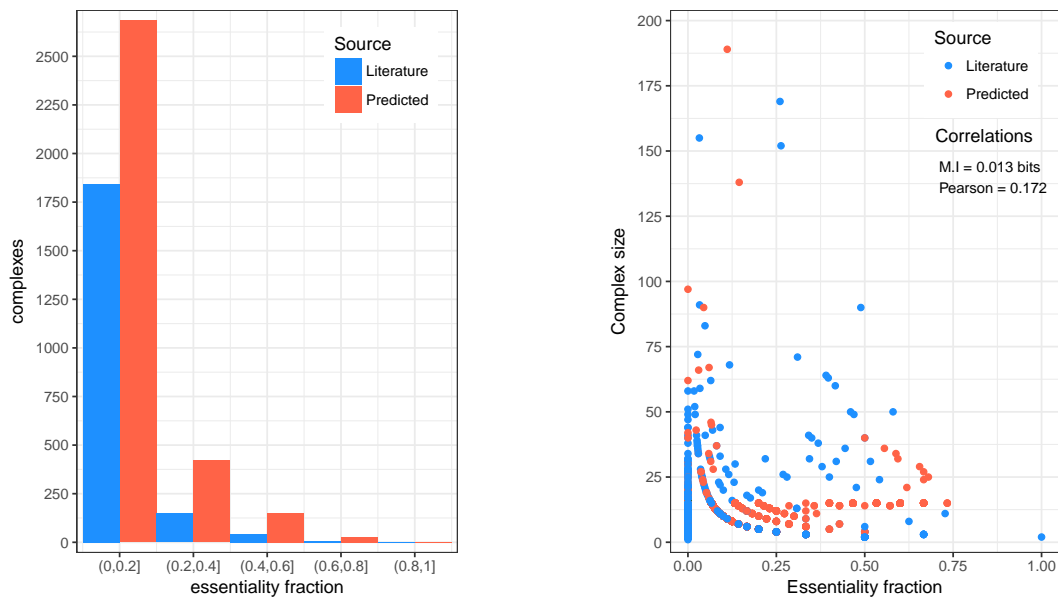 Source
Literature
Predicted
complexes
2500
2250
2000
1750
1500
1250
1000
750
500
250
0
(0,0.2]
(0.2,0.4]
(0.4,0.6]
(0.6,0.8]
(0.8,1]
essentiality fraction
Source
Literature
Predicted
Correlations
M.I = 0.013 bits
Pearson = 0.172
Complex size
200
175
150
125
100
75
50
25
0
0.00
0.25
0.50
0.75
1.00
Essentiality fraction